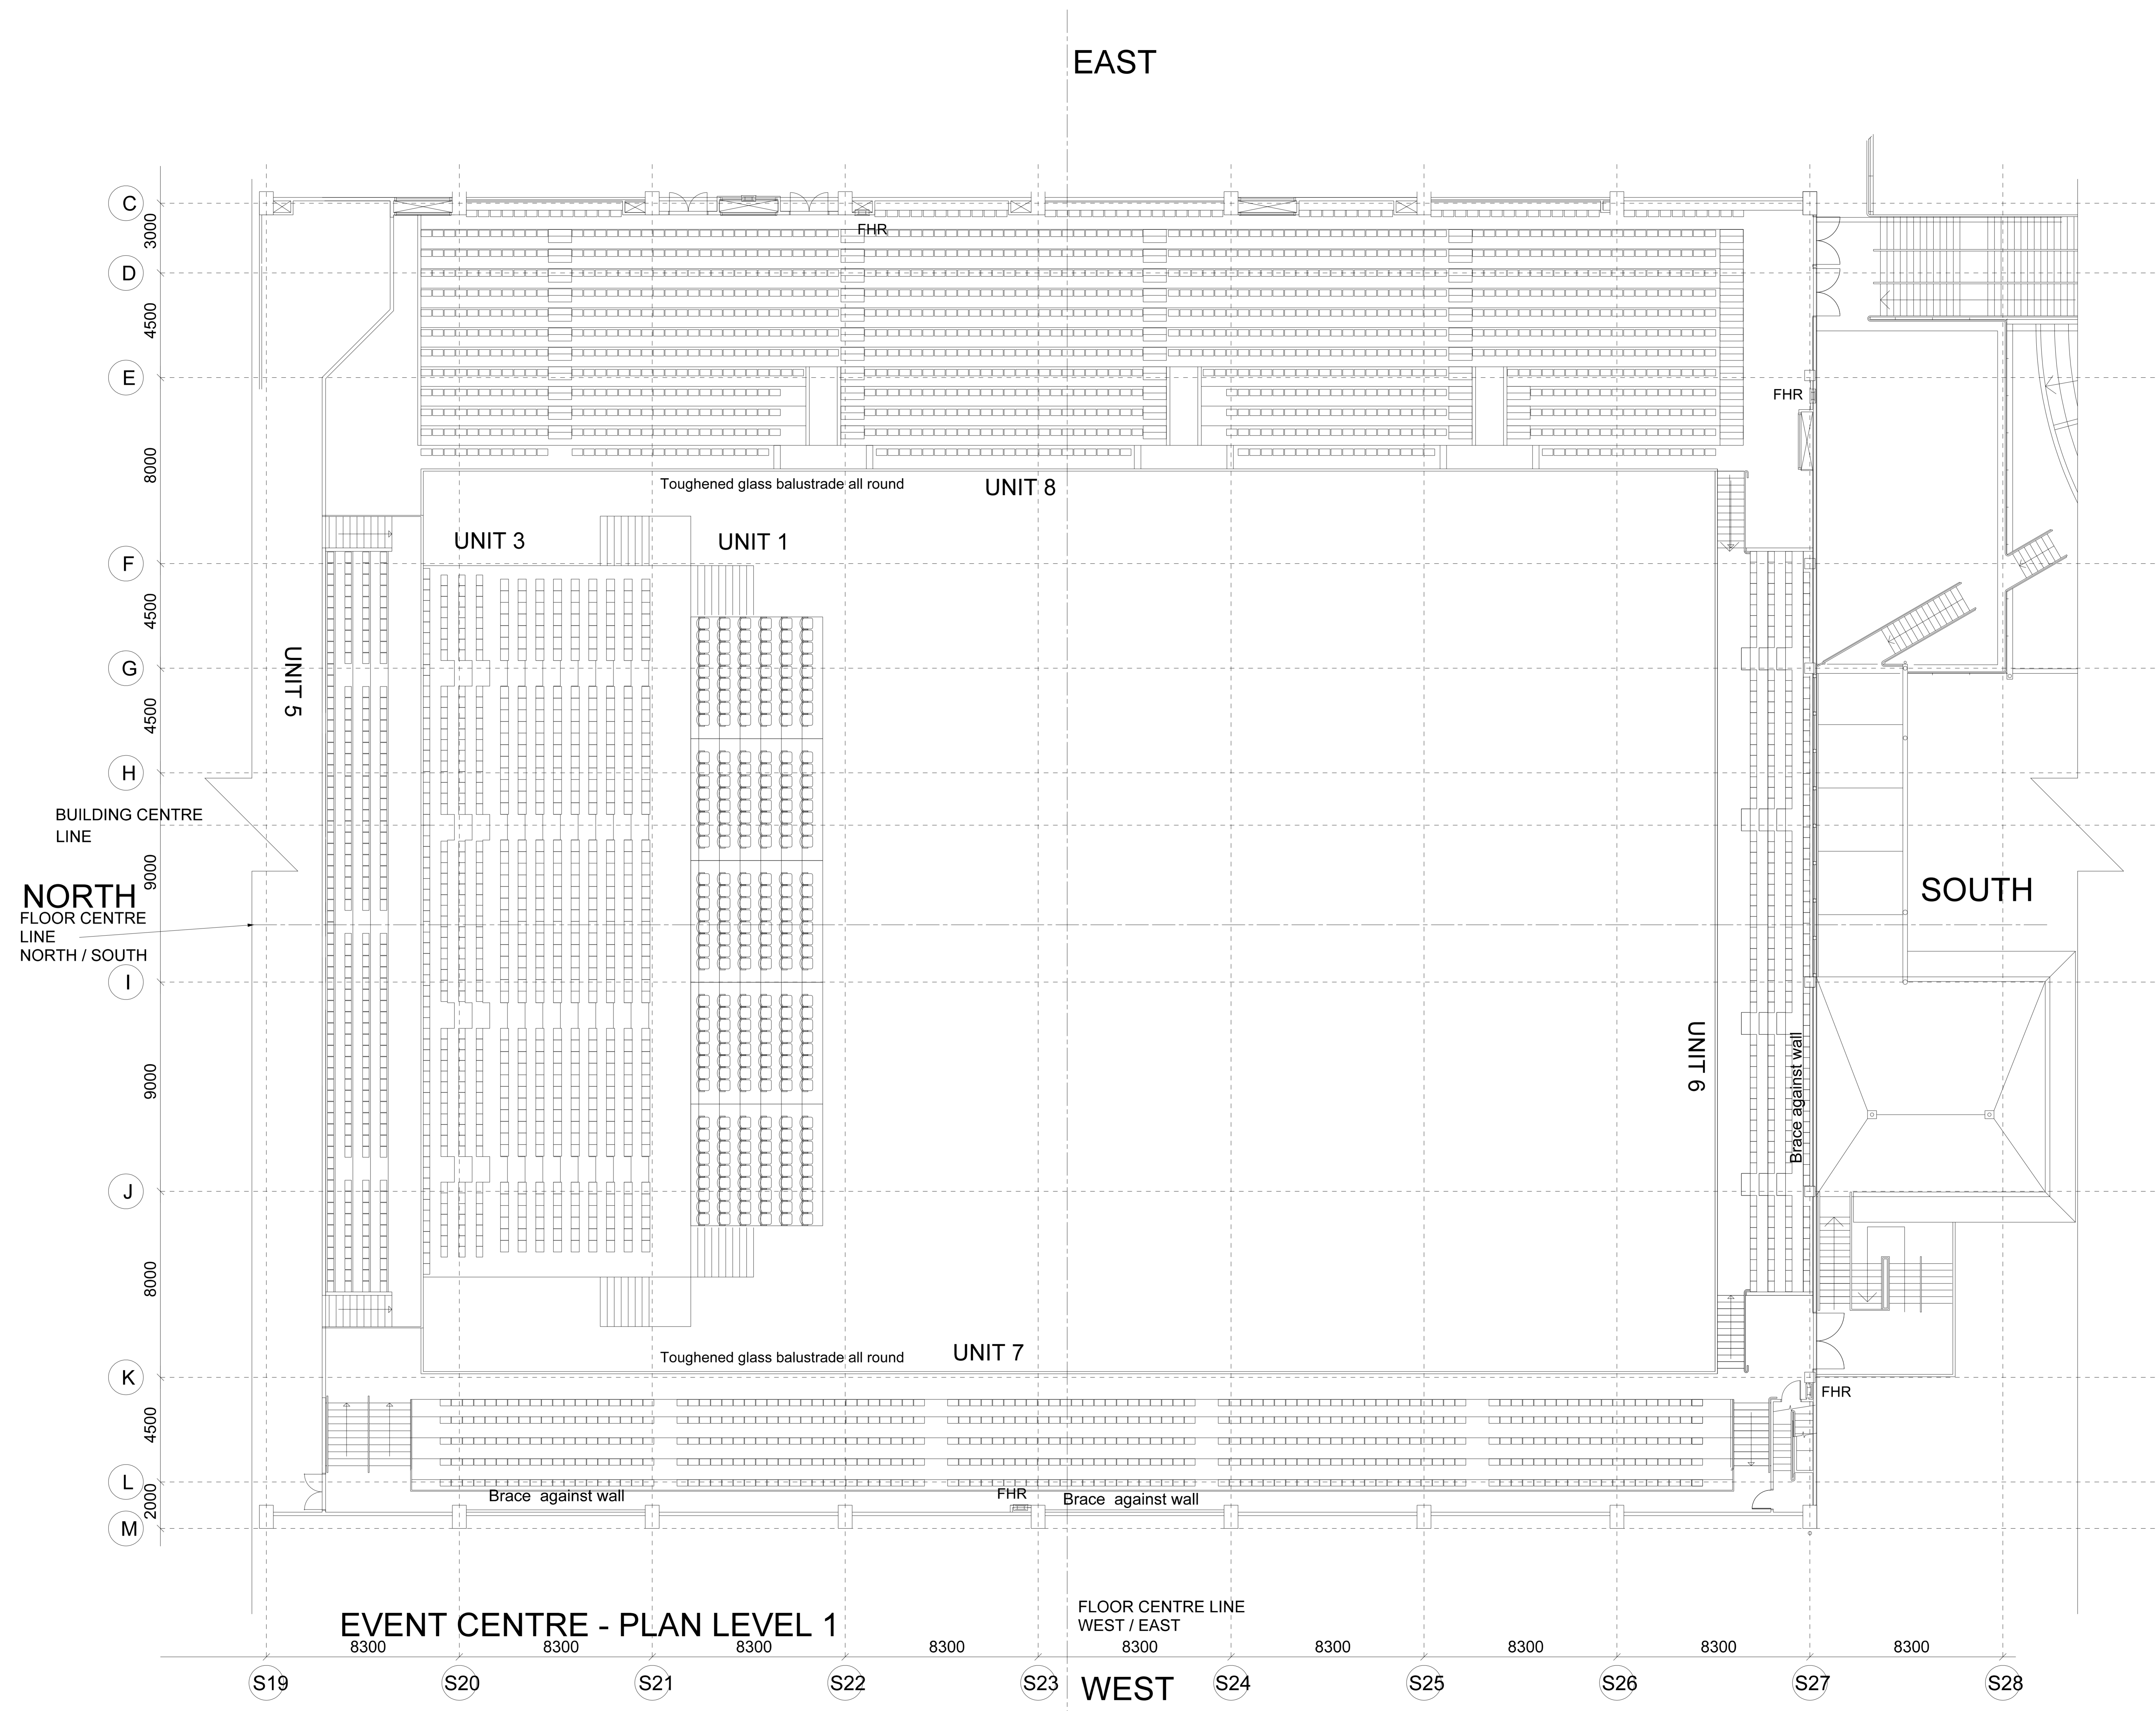 EAST
C
3000
FHR
D
4500
E
FHR
8000
Toughened glass balustrade all round
UNIT 8
UNIT 3
UNIT 1
F
4500
UNIT 5
G
4500
H
BUILDING CENTRE
LINE
9000
NORTH
SOUTH
FLOOR CENTRE
LINE
NORTH / SOUTH
I
UNIT 6
Brace against wall
9000
J
8000
Toughened glass balustrade all round
UNIT 7
K
FHR
4500
L
Brace against wall
FHR
Brace against wall
2000
M
EVENT CENTRE - PLAN LEVEL 1
FLOOR CENTRE LINE
WEST / EAST
8300 8300 8300 8300 8300 8300 8300 8300 8300
S19 S20 S21 S22 S23 WEST S24 S25 S26 S27 S28